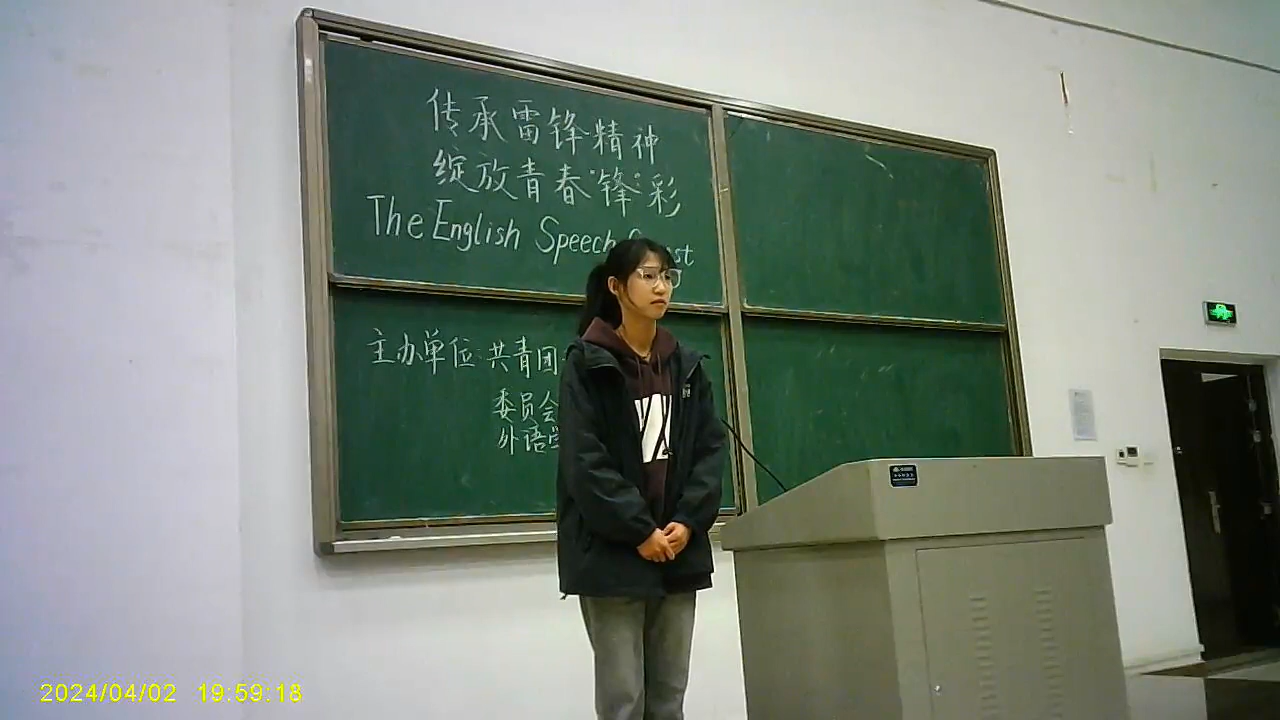 传承雷锋精神
绽放青春"锋"彩
The English Speech
主办单位:共青团
委员会
外语
2024/04/02 19:59:18